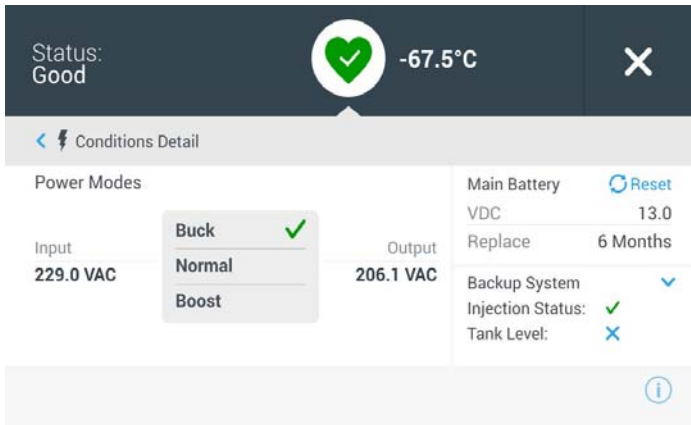 Status:
Good
-67.5°C
Conditions Detail
Power Modes
Input
229.0 VAC
Buck
Normal
Boost
Output
206.1 VAC
Main Battery
Reset
VDC 13.0
Replace 6 Months
Backup System
Injection Status:
Tank Level: